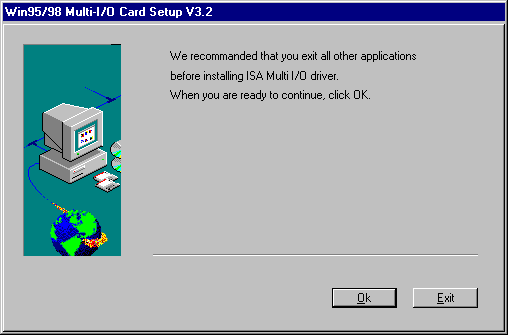 Win95/98 Multi-I/O Card Setup V3.2
We recommanded that you exit all other applications
before installing ISA Multi I/O driver.
When you are ready to continue, click OK.
Ok
Exit